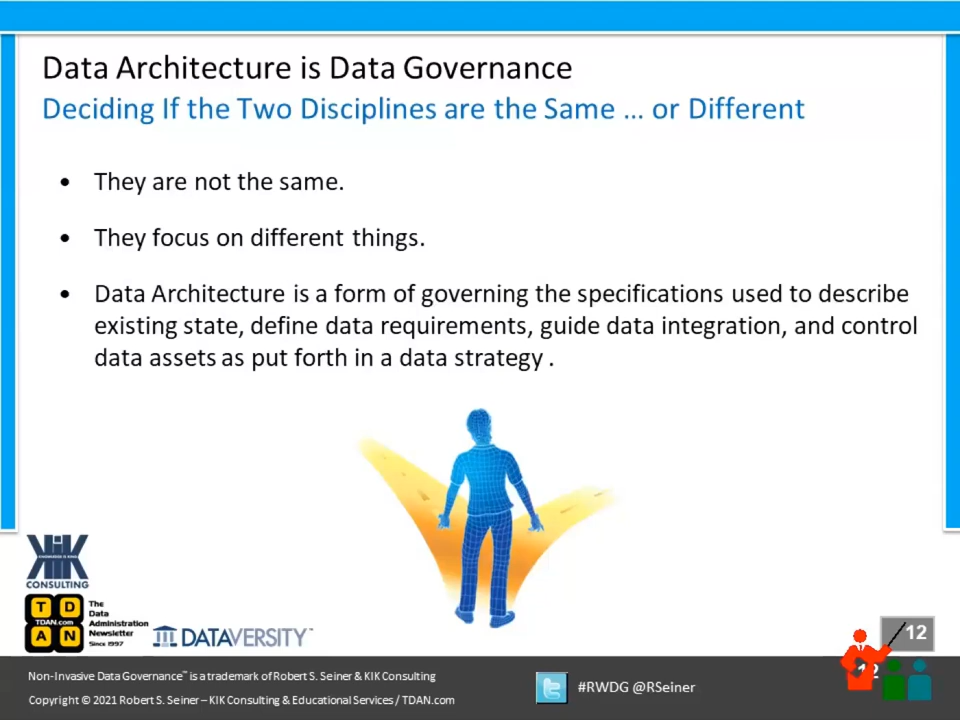 Data Architecture is Data Governance
Deciding If the Two Disciplines are the Same ... or Different
• They are not the same.
• They focus on different things.
• Data Architecture is a form of governing the specifications used to describe
existing state, define data requirements, guide data integration, and control
data assets as put forth in a data strategy .
KIK
CONSULTING
T D
TDAN.com
A N
The
Data
Administration
Newsletter
Since 1997
DATAVERSITY™
12
12
Non-Invasive Data Governance™ is a trademark of Robert S. Seiner & KIK Consulting
Copyright © 2021 Robert S. Seiner – KIK Consulting & Educational Services / TDAN.com
#RWDG @RSeiner